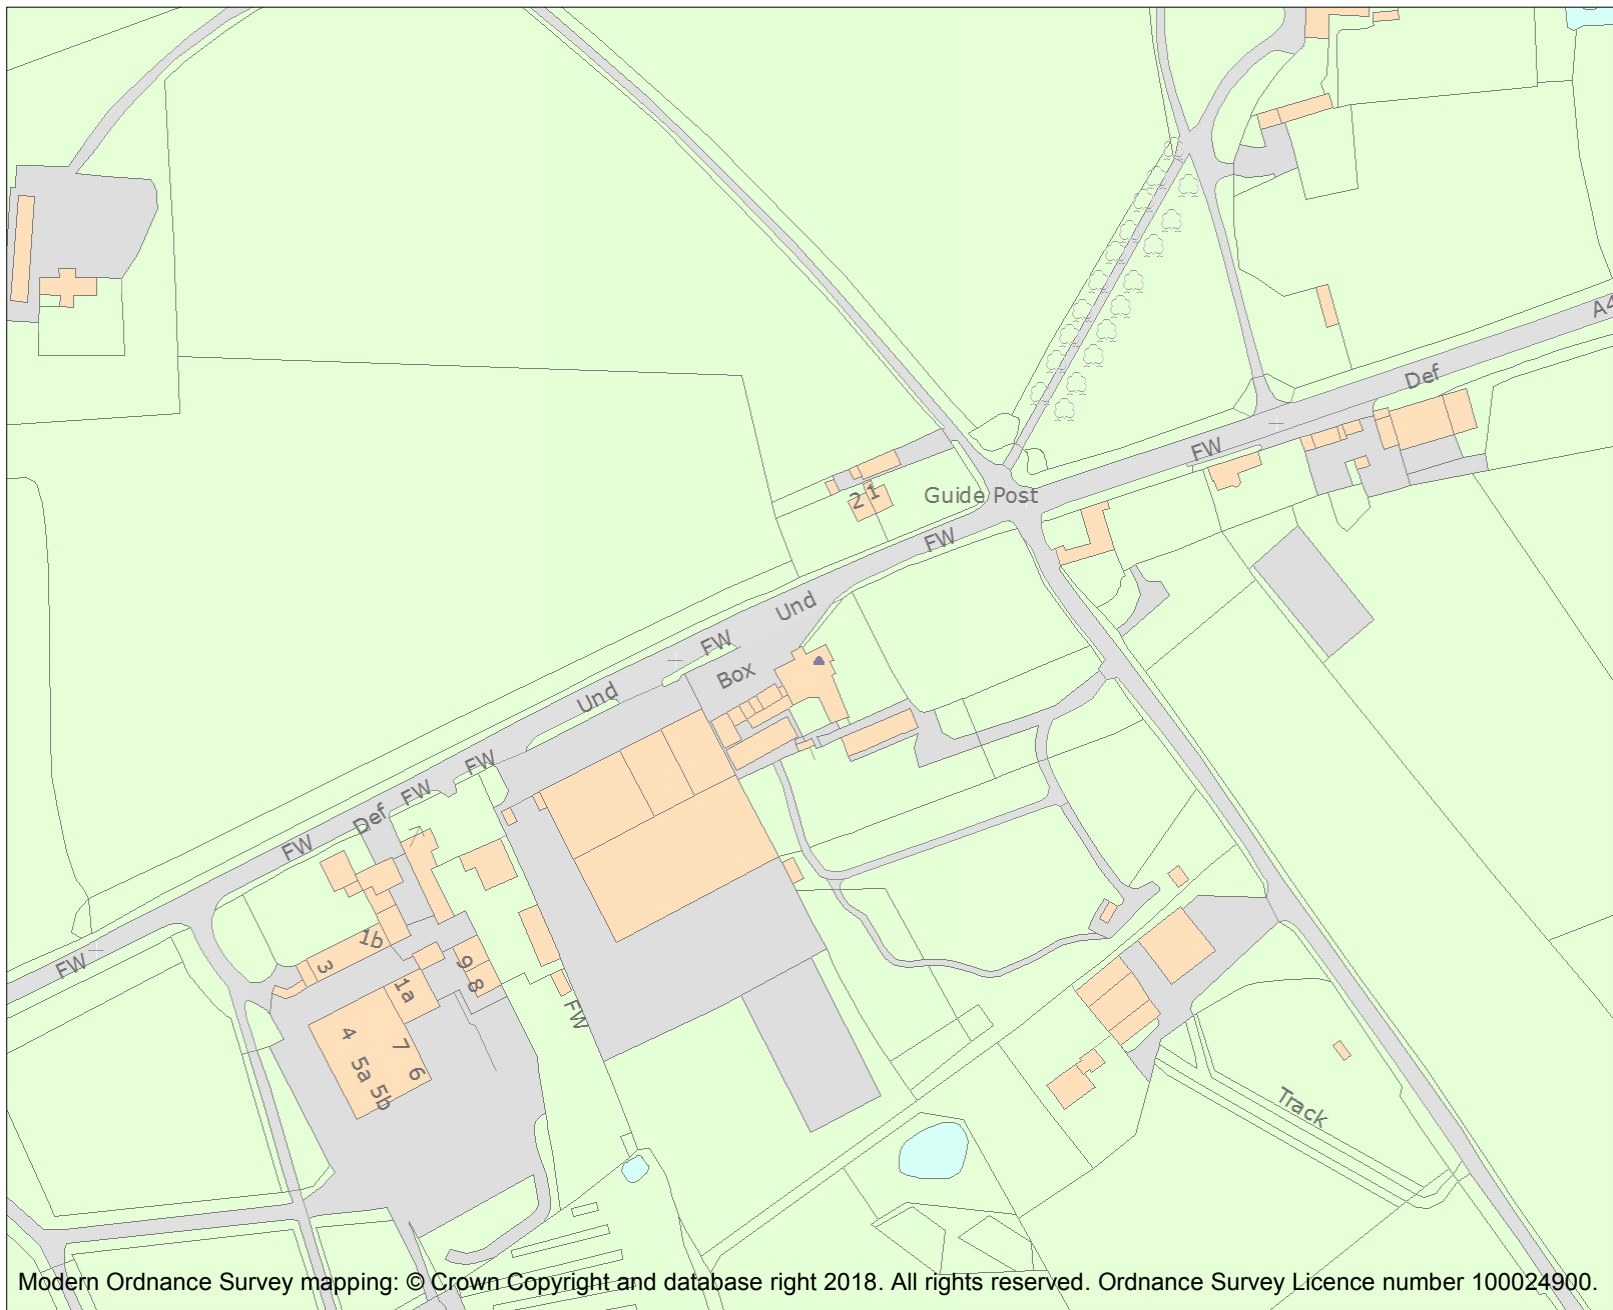 A4
Def
FW
2 1
Guide Post
FW
Und
FW
Box
Und
FW
FW
Def
FW
1b
3
9
8
1a
FW
FW
4
7
5a
6
5b
Track
Modern Ordnance Survey mapping: © Crown Copyright and database right 2018. All rights reserved. Ordnance Survey Licence number 100024900.